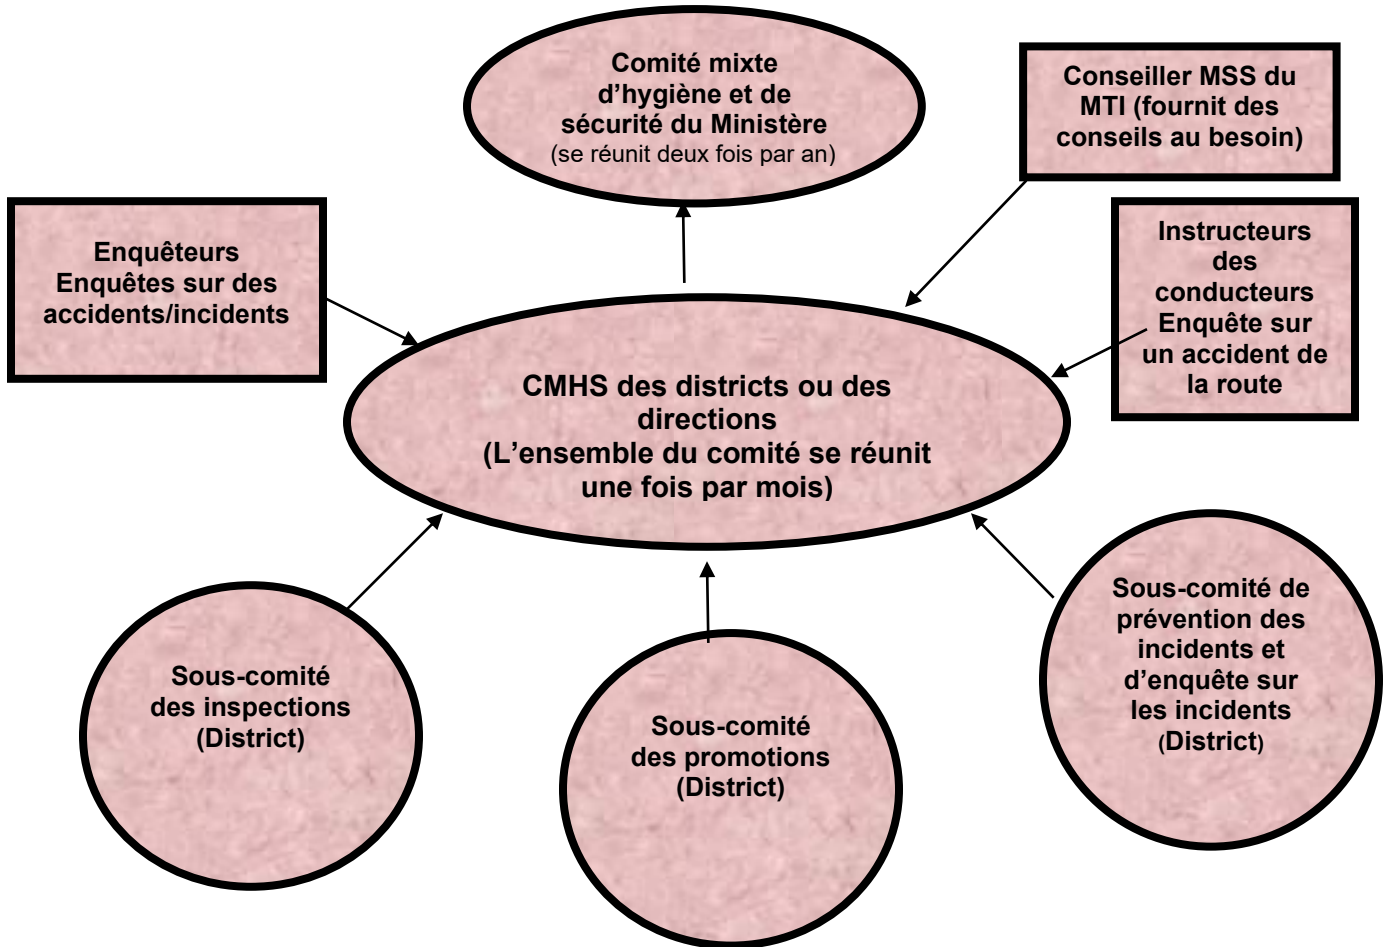 Comité mixte
d’hygiène et de
sécurité du Ministère
(se réunit deux fois par an)
Conseiller MSS du
MTI (fournit des
conseils au besoin)
Enquêteurs
Enquêtes sur des
accidents/incidents
Instructeurs
des
conducteurs
Enquête sur
un accident de
la route
CMHS des districts ou des
directions
(L’ensemble du comité se réunit
une fois par mois)
Sous-comité
des inspections
(District)
Sous-comité
des promotions
(District)
Sous-comité de
prévention des
incidents et
d’enquête sur
les incidents
(District)